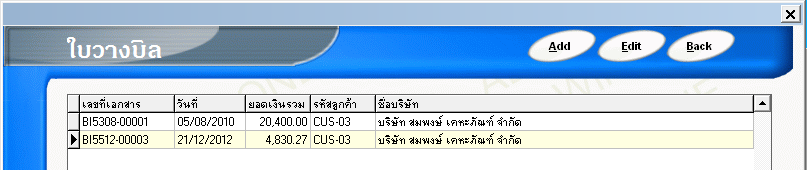 ใบวางบิล
Add Edit Back
เลขที่เอกสาร วันที่ ยอดเงินรวม รหัสลูกค้า ชื่อบริษัท
BI5308-00001 05/08/2010 20,400.00 CUS-03 บริษัท สมพงษ์ เคหะภัณฑ์ จำกัด
BI5512-00003 21/12/2012 4,830.27 CUS-03 บริษัท สมพงษ์ เคหะภัณฑ์ จำกัด